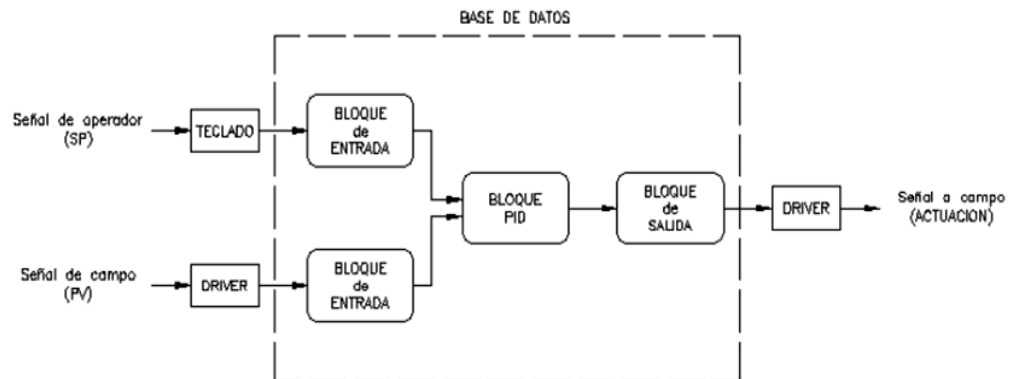 BASE DE DATOS
Señal de operador
(SP)
TECLADO
BLOQUE
de
ENTRADA
BLOQUE
PID
BLOQUE
de
SALIDA
DRIVER
Señal a campo
(ACTUACION)
Señal de campo
(PV)
DRIVER
BLOQUE
de
ENTRADA